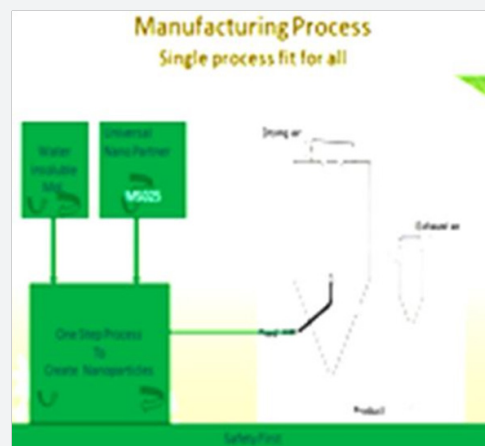 Manufacturing Process
Single process fit for all
Water
Insoluble
Universal
Nano Partner
MS025
Drying air
Exhaust air
One Step Process
To
Create Nanoparticles
Product
Safety First